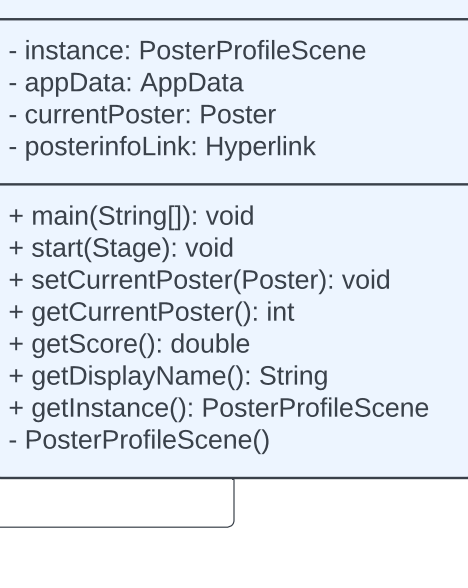 - instance: PosterProfileScene
- appData: AppData
- currentPoster: Poster
- posterinfoLink: Hyperlink
+ main(String[]): void
+ start(Stage): void
+ setCurrentPoster(Poster): void
+ getCurrentPoster(): int
+ getScore(): double
+ getDisplayName(): String
+ getInstance(): PosterProfileScene
- PosterProfileScene()